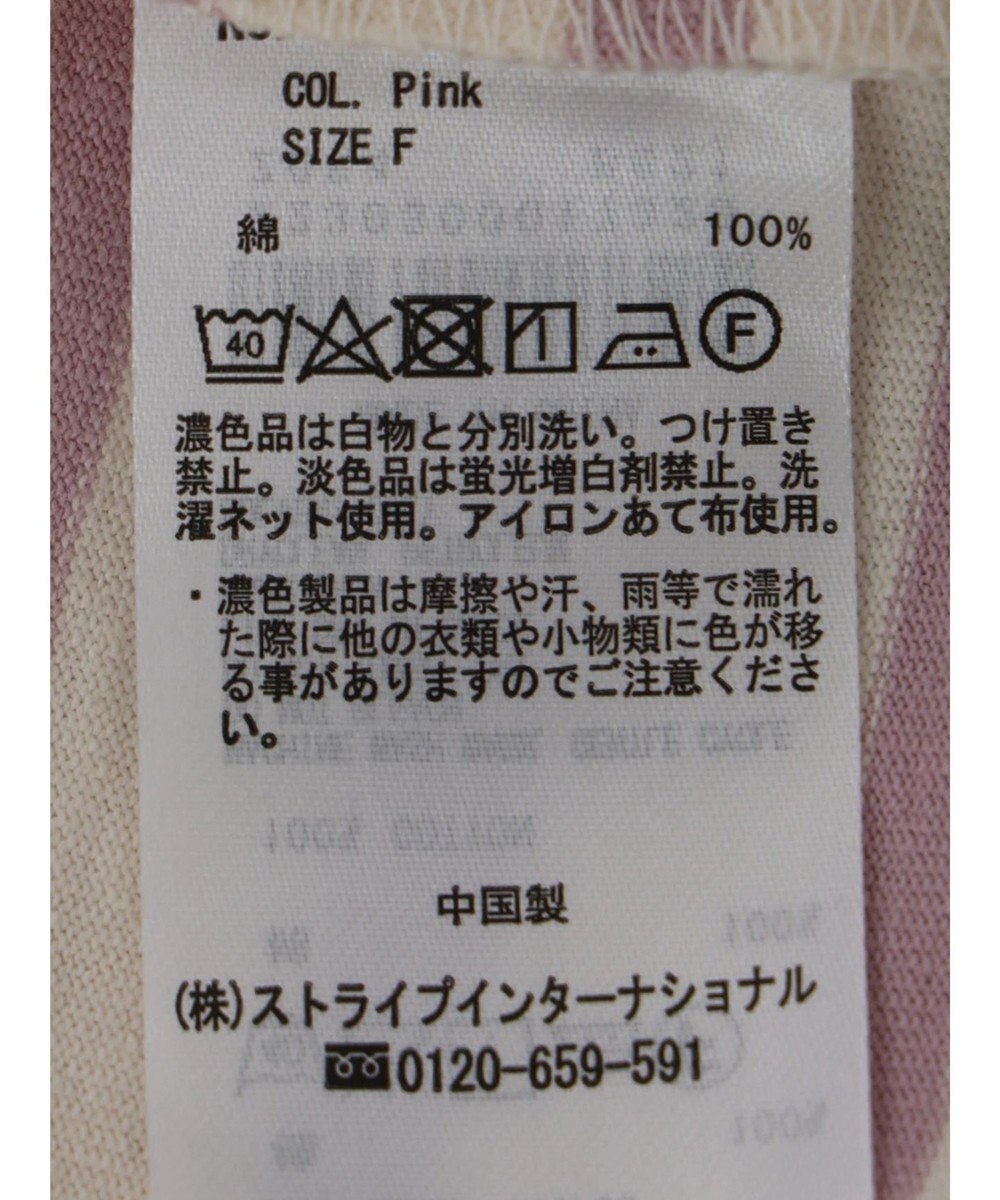 COL. Pink
SIZE F
綿 100%
40 F
濃色品は白物と分別洗い。つけ置き
禁止。淡色品は蛍光増白剤禁止。洗
濯ネット使用。アイロンあて布使用。
・濃色製品は摩擦や汗、雨等で濡れ
た際に他の衣類や小物類に色が移
る事がありますのでご注意くださ
い。
中国製
(株)ストライプインターナショナル
0120-659-591